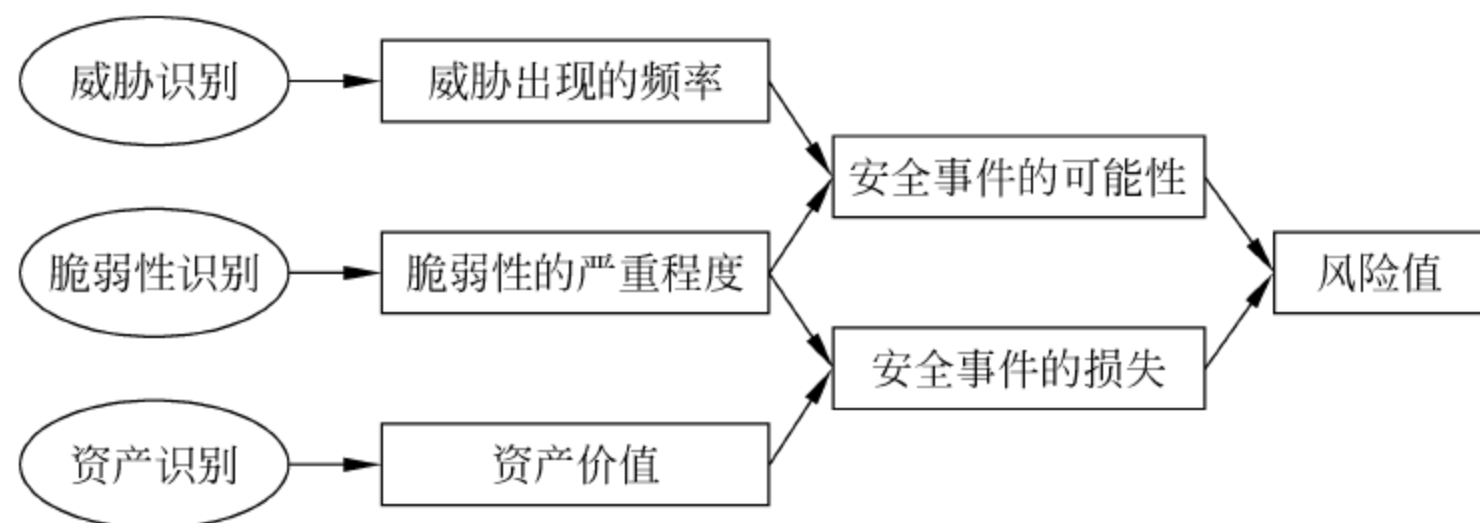 威胁识别
威胁出现的频率
安全事件的可能性
脆弱性识别
脆弱性的严重程度
风险值
安全事件的损失
资产识别
资产价值